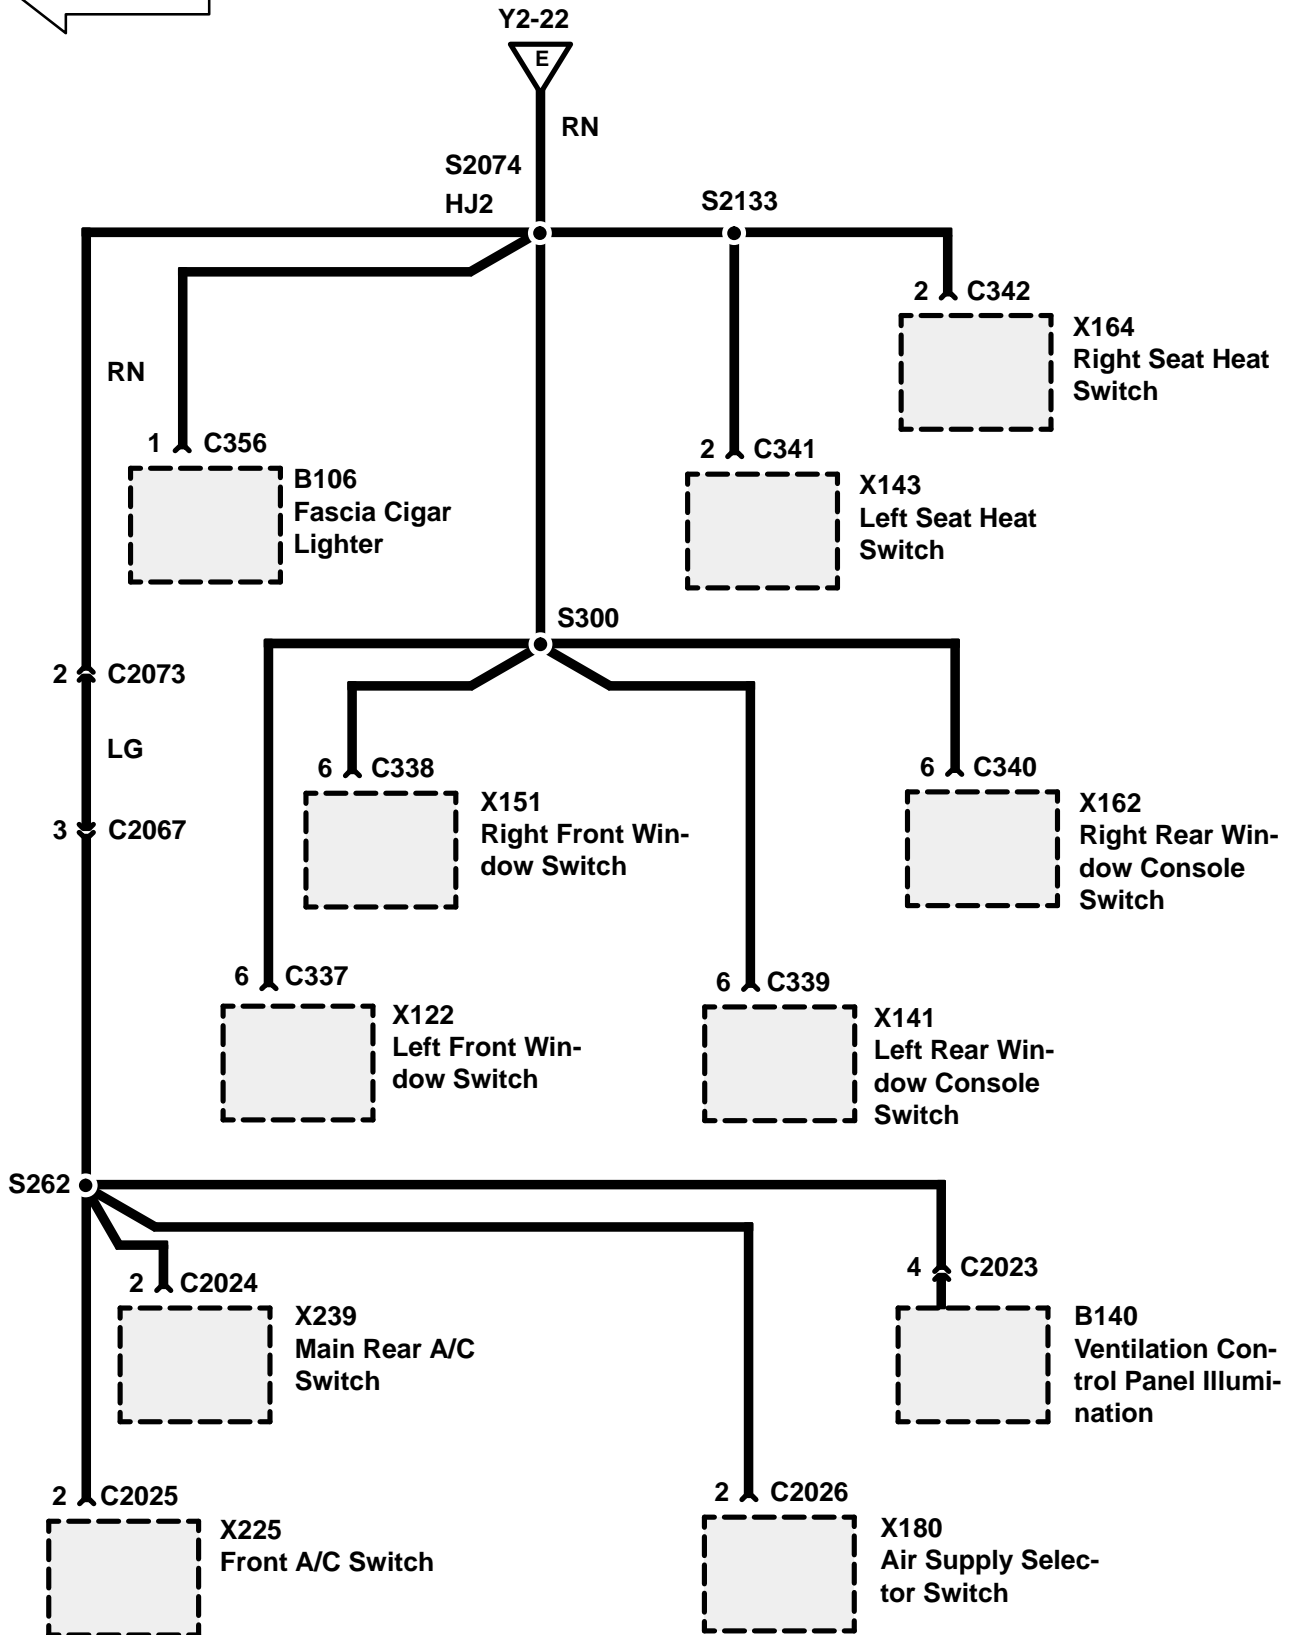 Y2-22
E
RN
S2074
HJ2
S2133
2 C342
X164
Right Seat Heat
Switch
RN
1 C356
B106
Fascia Cigar
Lighter
2 C341
X143
Left Seat Heat
Switch
S300
2 C2073
LG
3 C2067
6 C338
X151
Right Front Win-
dow Switch
6 C340
X162
Right Rear Win-
dow Console
Switch
6 C337
X122
Left Front Win-
dow Switch
6 C339
X141
Left Rear Win-
dow Console
Switch
S262
2 C2024
X239
Main Rear A/C
Switch
4 C2023
B140
Ventilation Con-
trol Panel Illumi-
nation
2 C2025
X225
Front A/C Switch
2 C2026
X180
Air Supply Selec-
tor Switch